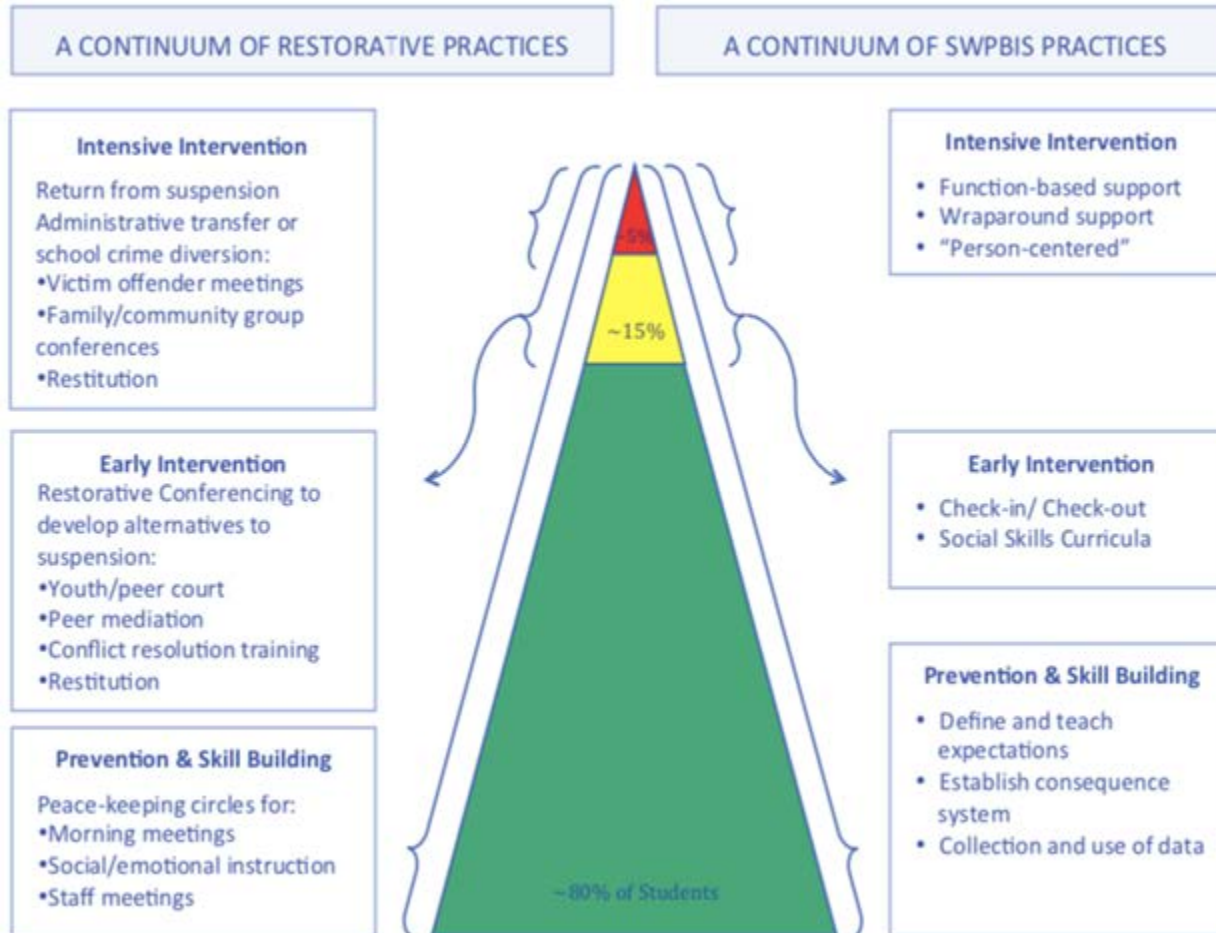 A CONTINUUM OF RESTORATIVE PRACTICES
A CONTINUUM OF SWPBIS PRACTICES
Intensive Intervention
Return from suspension
Administrative transfer or
school crime diversion:
•Victim offender meetings
•Family/community group
conferences
•Restitution
Early Intervention
Restorative Conferencing to
develop alternatives to
suspension:
•Youth/peer court
•Peer mediation
•Conflict resolution training
•Restitution
Prevention & Skill Building
Peace-keeping circles for:
•Morning meetings
•Social/emotional instruction
•Staff meetings
~5%
~15%
~80% of Students
Intensive Intervention
• Function-based support
• Wraparound support
• “Person-centered”
Early Intervention
• Check-in/ Check-out
• Social Skills Curricula
Prevention & Skill Building
• Define and teach
expectations
• Establish consequence
system
• Collection and use of data